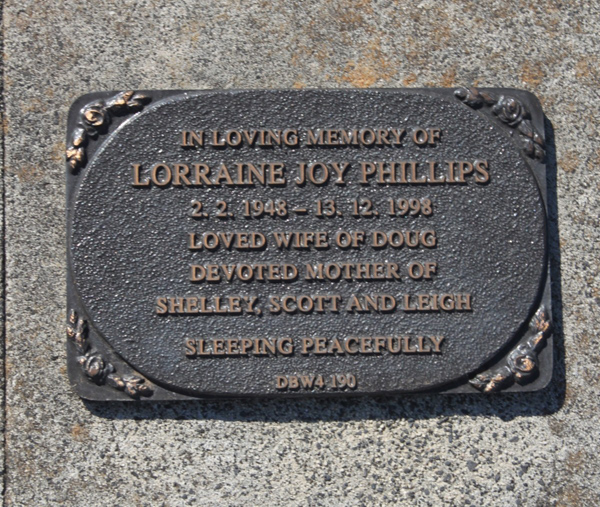 IN LOVING MEMORY OF
LORRAINE JOY PHILLIPS
2. 2. 1948 – 13. 12. 1998
LOVED WIFE OF DOUG
DEVOTED MOTHER OF
SHELLEY, SCOTT AND LEIGH
SLEEPING PEACEFULLY
DBW4 190